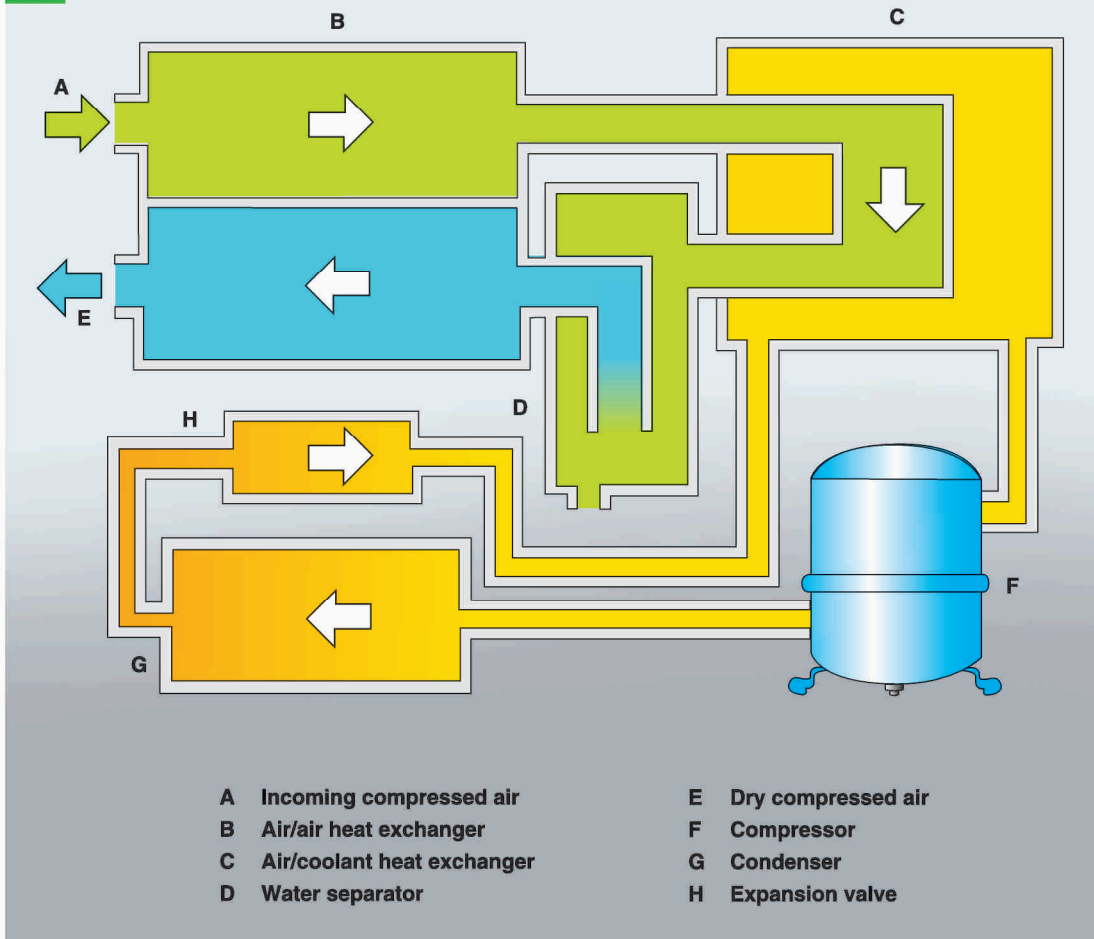 B
C
A
E
D
H
F
G
A Incoming compressed air
B Air/air heat exchanger
C Air/coolant heat exchanger
D Water separator
E Dry compressed air
F Compressor
G Condenser
H Expansion valve